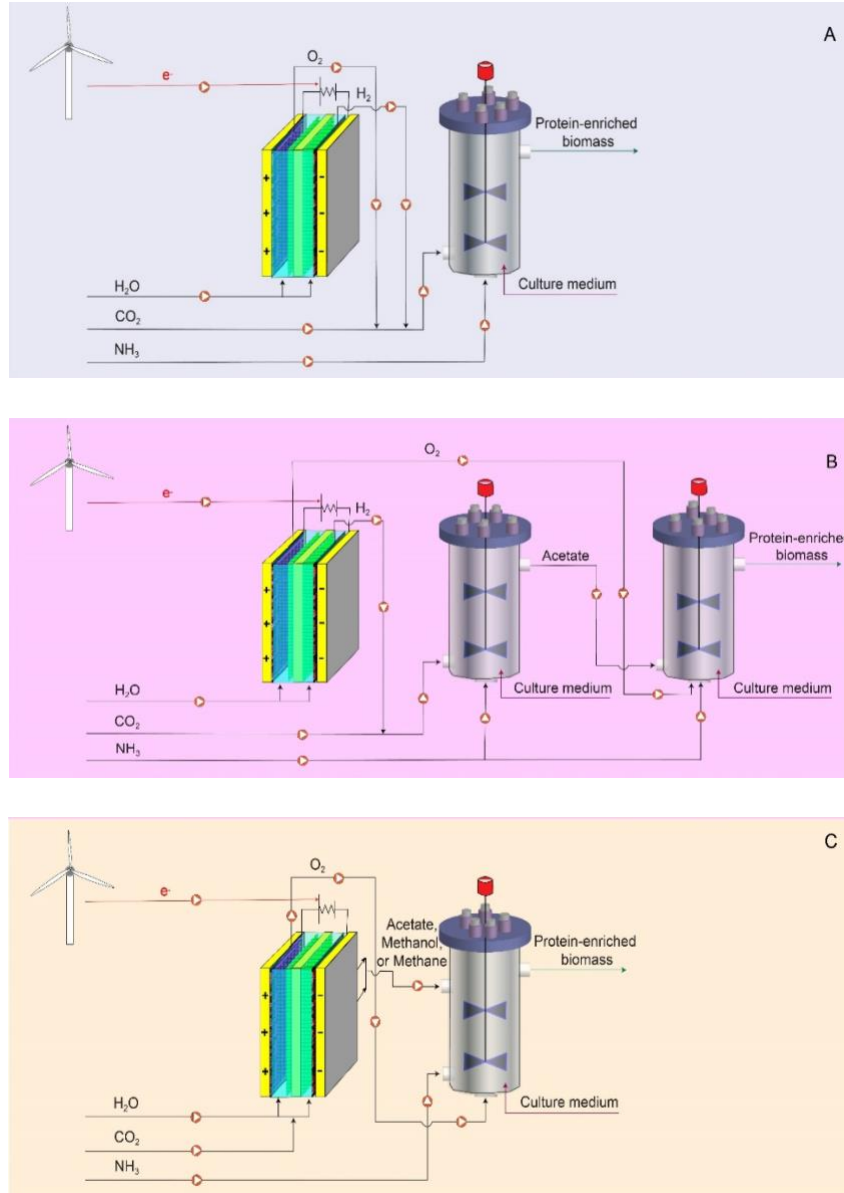 A
O2
e-
H2
Protein-enriched
biomass
+ -
+ -
+ -
H2O
Culture medium
CO2
NH3
B
O2
e-
H2
Protein-enriche
biomass
Acetate
+ -
+ -
+ -
H2O
Culture medium
Culture medium
CO2
NH3
C
O2
e-
Acetate,
Methanol,
or Methane
Protein-enriched
biomass
+ -
+ -
+ -
H2O
Culture medium
CO2
NH3